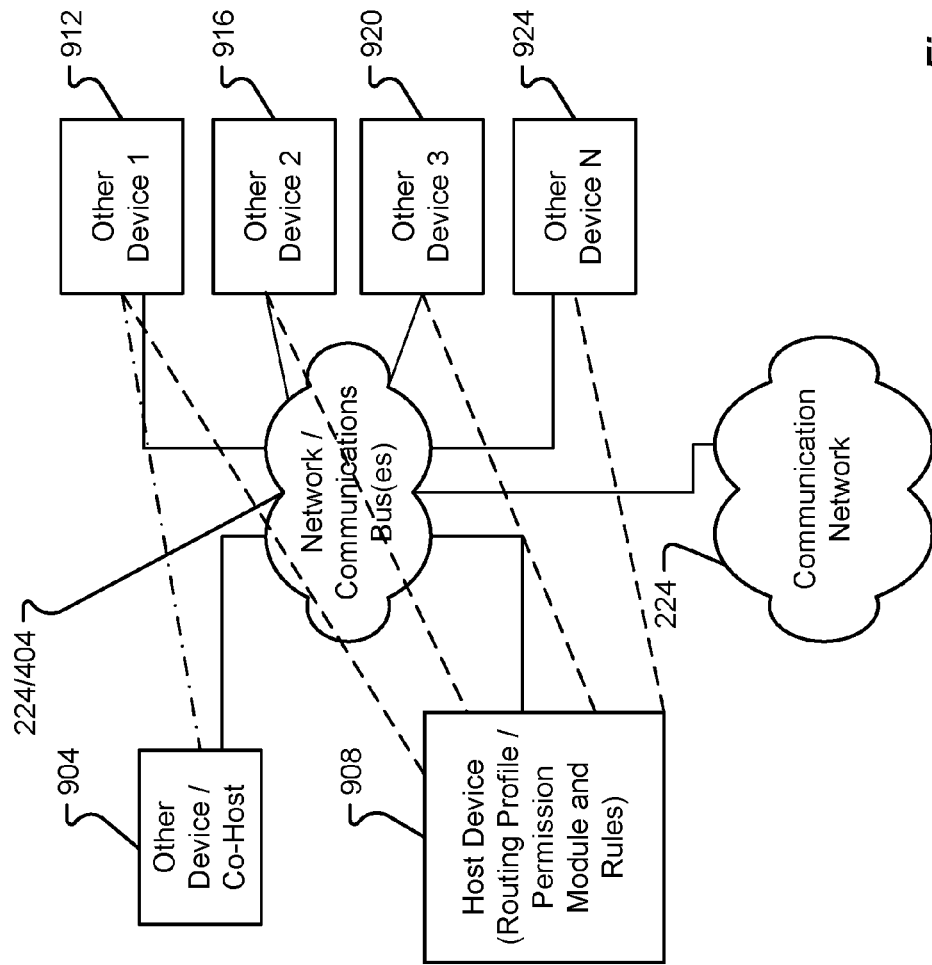 904
Other
Device /
Co-Host
908
Host Device
(Routing Profile /
Permission
Module and
Rules)
224/404
Network /
Communications
Bus(es)
224
Communication
Network
912
Other
Device 1
916
Other
Device 2
920
Other
Device 3
924
Other
Device N